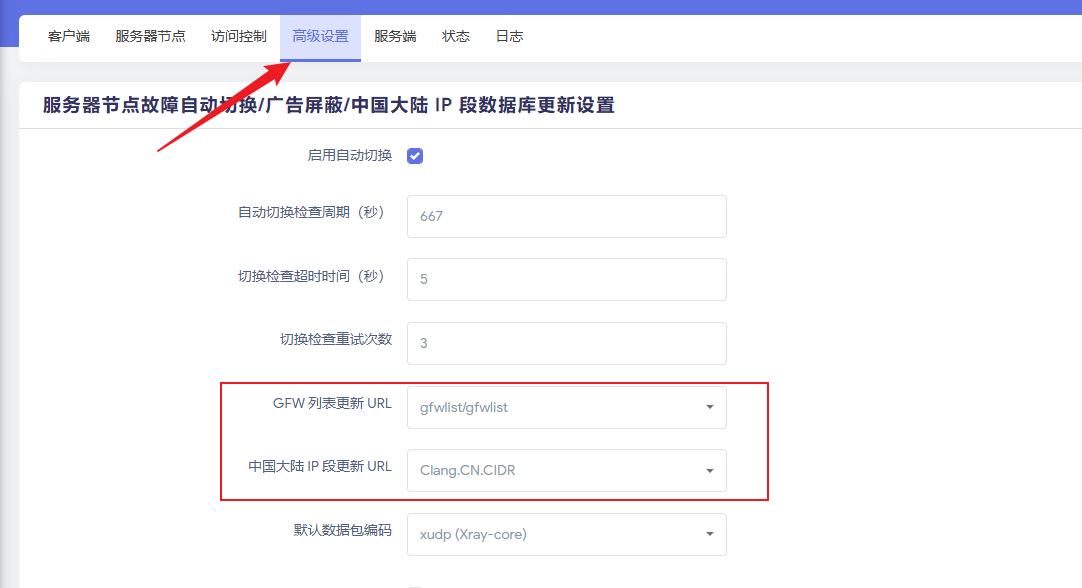 客户端 服务器节点 访问控制 高级设置 服务端 状态 日志
服务器节点故障自动切换/广告屏蔽/中国大陆 IP 段数据库更新设置
启用自动切换
自动切换检查周期（秒） 667
切换检查超时时间（秒） 5
切换检查重试次数 3
GFW 列表更新 URL gfwlist/gfwlist
中国大陆 IP 段更新 URL Clang.CN.CIDR
默认数据包编码 xudp (Xray-core)